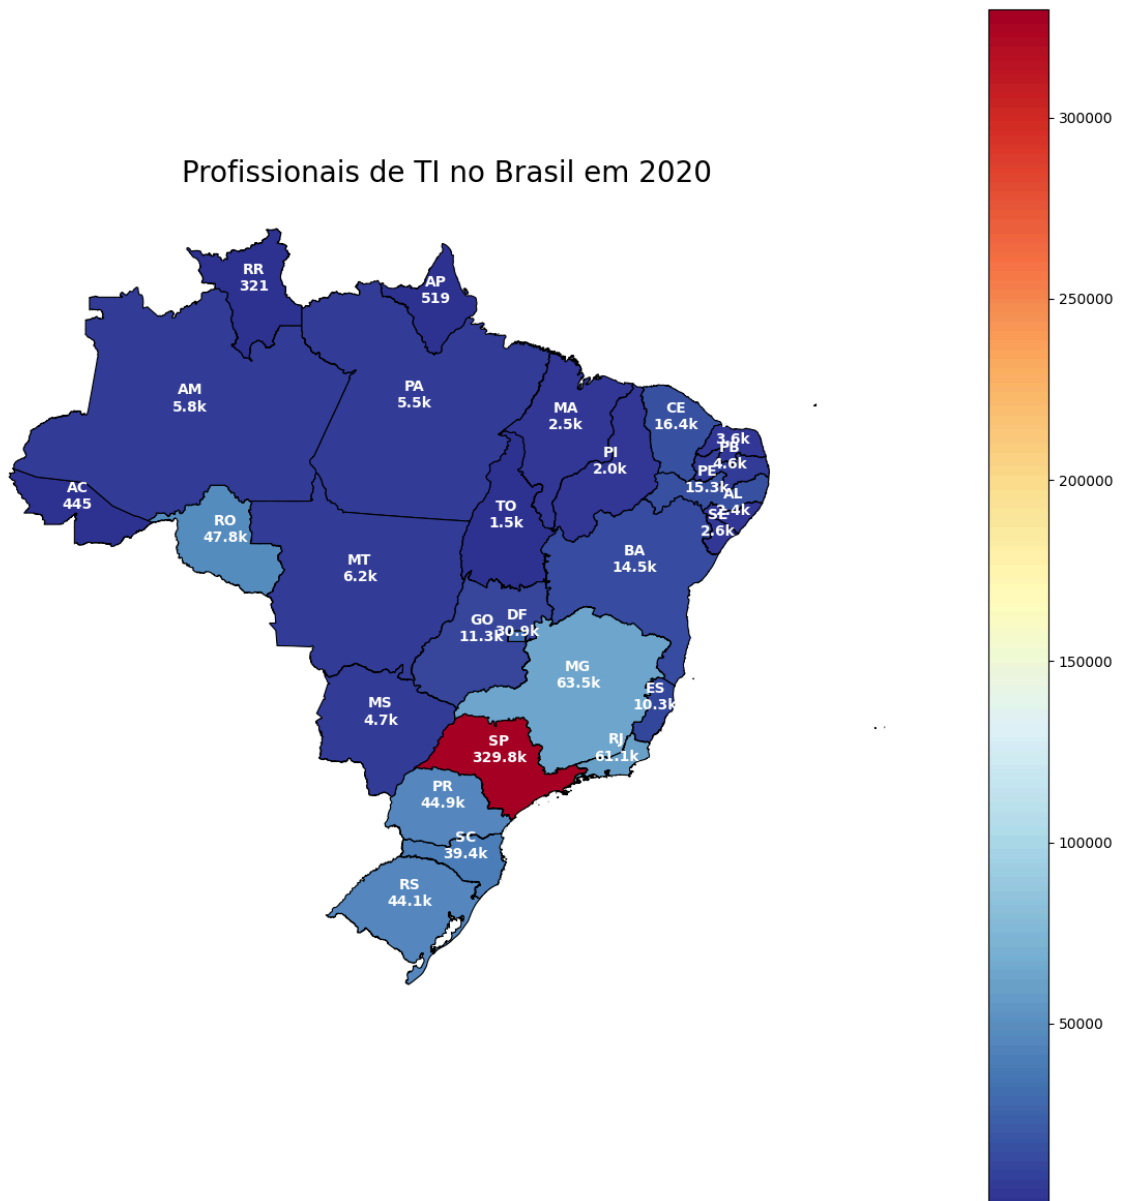 Profissionais de TI no Brasil em 2020
RR
321
AP
519
AM
5.8k
PA
5.5k
MA
2.5k
CE
16.4k
3.6k
PB
4.6k
PI
2.0k
PE
15.3k
AL
2.4k
SE
2.6k
AC
445
RO
47.8k
TO
1.5k
MT
6.2k
BA
14.5k
GO
11.3k
DF
30.9k
MG
63.5k
ES
10.3k
MS
4.7k
SP
329.8k
RJ
61.1k
PR
44.9k
SC
39.4k
RS
44.1k
300000
250000
200000
150000
100000
50000